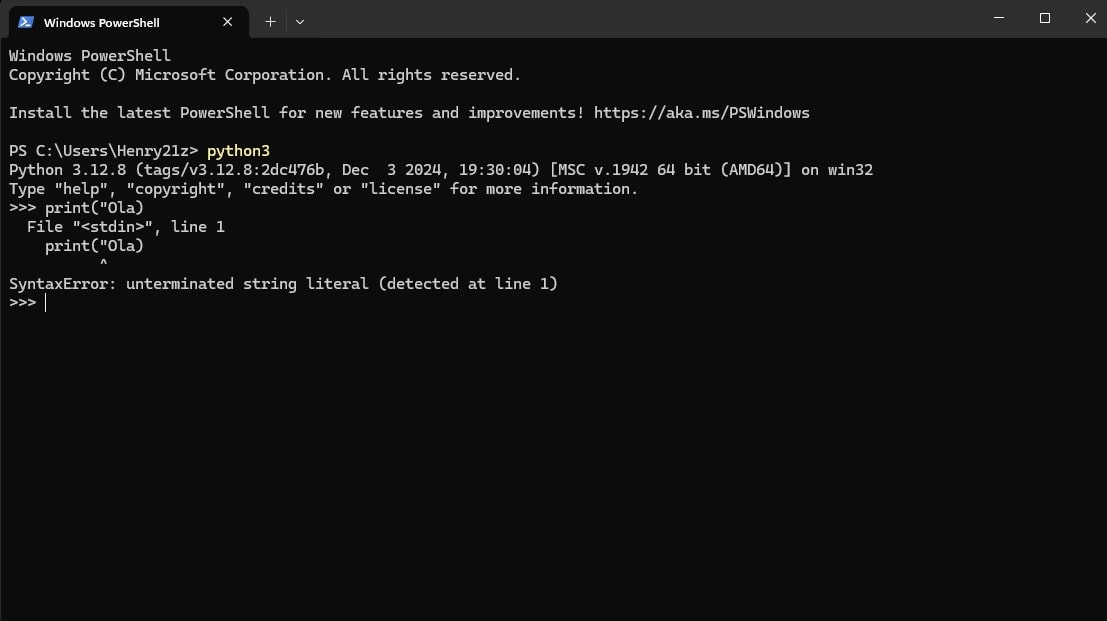 Windows PowerShell
Windows PowerShell
Copyright (C) Microsoft Corporation. All rights reserved.
Install the latest PowerShell for new features and improvements! https://aka.ms/PSWindows
PS C:\Users\Henry21z> python3
Python 3.12.8 (tags/v3.12.8:2dc476b, Dec  3 2024, 19:30:04) [MSC v.1942 64 bit (AMD64)] on win32
Type "help", "copyright", "credits" or "license" for more information.
>>> print("Ola)
  File "<stdin>", line 1
    print("Ola)
          ^
SyntaxError: unterminated string literal (detected at line 1)
>>>